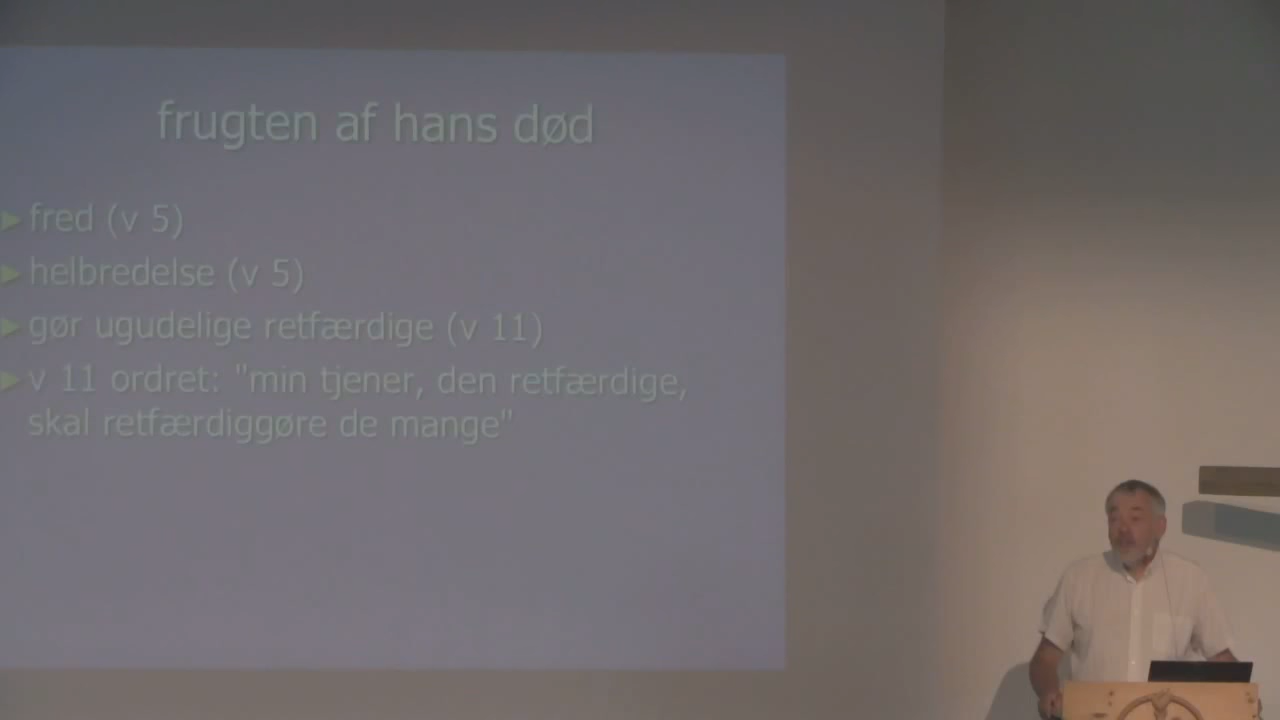 frugten af hans død
► fred (v 5)
► helbredelse (v 5)
► gør ugudelige retfærdige (v 11)
► v 11 ordret: "min tjener, den retfærdige,
skal retfærdiggøre de mange"